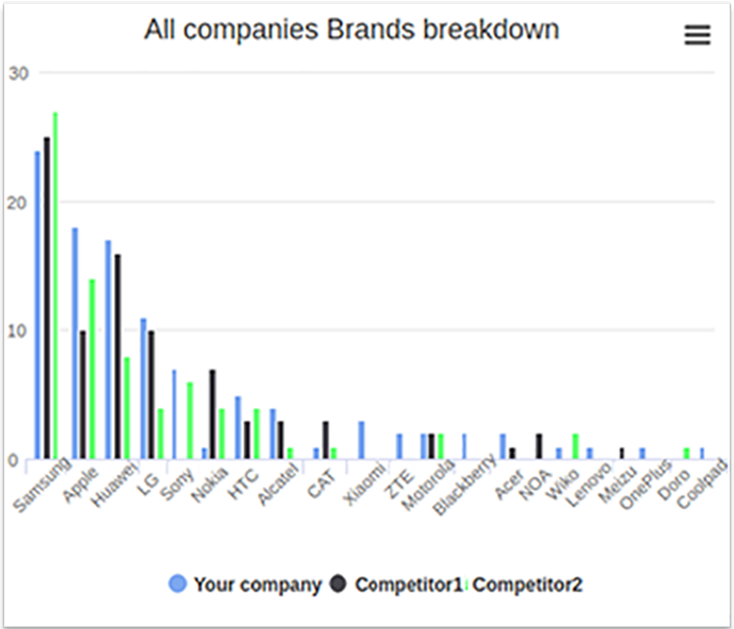 All companies Brands breakdown
30
20
10
0
Samsung Apple Huawei LG Sony Nokia HTC Alcatel CAT Xiaomi ZTE Motorola Blackberry Acer NOA Wiko Lenovo Meizu OnePlus Doro Coolpad
Your company Competitor1 Competitor2